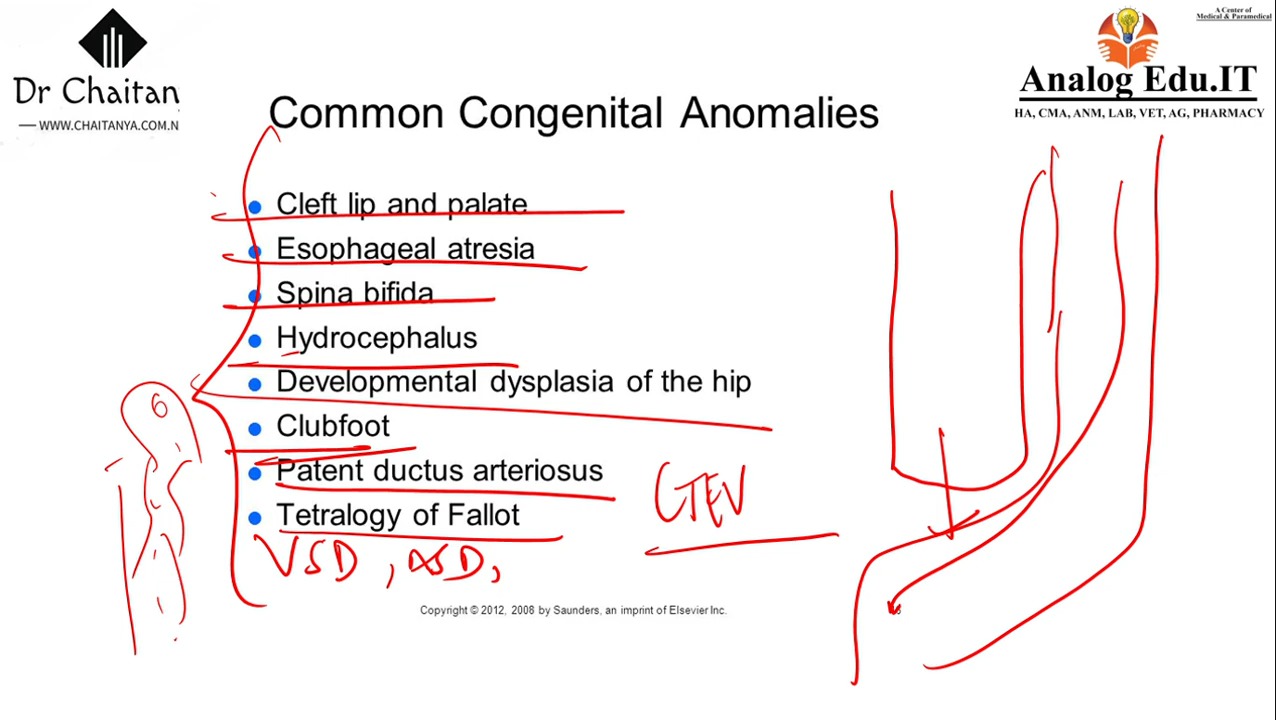 Dr Chaitan
WWW.CHAITANYA.COM.N
A Center of
Medical & Paramedical
Analog Edu.IT
HA, CMA, ANM, LAB, VET, AG, PHARMACY
Common Congenital Anomalies
Cleft lip and palate
Esophageal atresia
Spina bifida
Hydrocephalus
Developmental dysplasia of the hip
Clubfoot
Patent ductus arteriosus
Tetralogy of Fallot
CTEV
VSD, ASD,
Copyright © 2012, 2008 by Saunders, an imprint of Elsevier Inc.